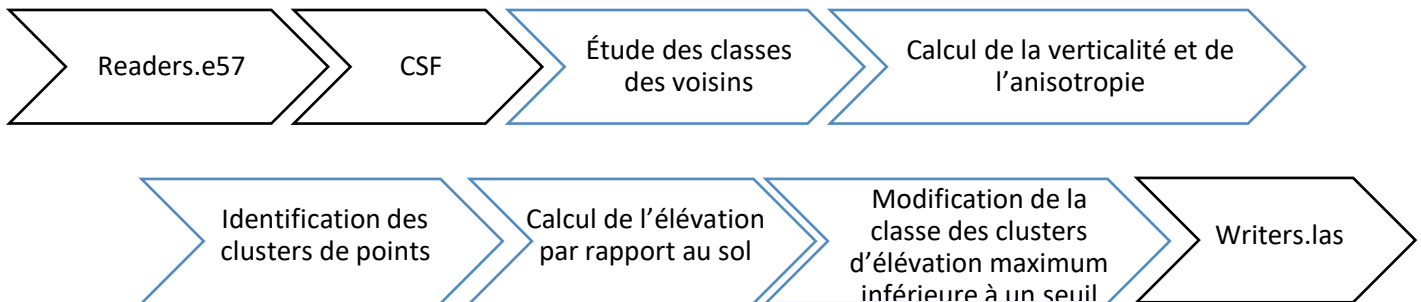 Readers.e57
CSF
Étude des classes
des voisins
Calcul de la verticalité et de
l’anisotropie
Identification des
clusters de points
Calcul de l’élévation
par rapport au sol
Modification de la
classe des clusters
d’élévation maximum
inférieure à un seuil
Writers.las